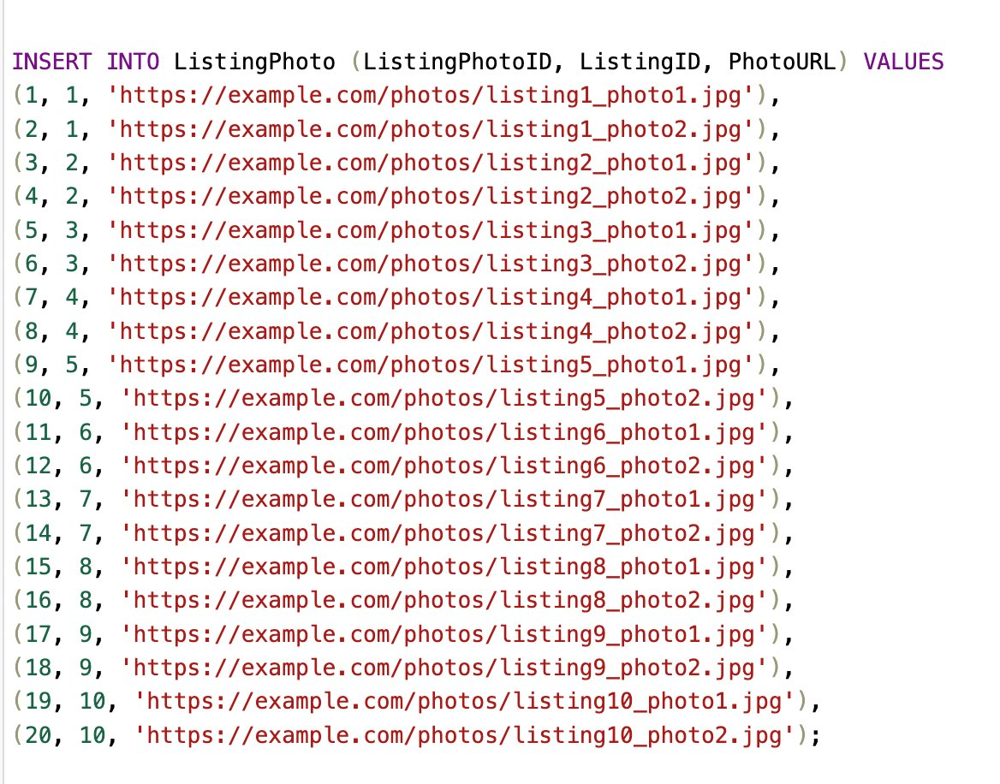 INSERT INTO ListingPhoto (ListingPhotoID, ListingID, PhotoURL) VALUES
(1, 1, 'https://example.com/photos/listing1_photo1.jpg'),
(2, 1, 'https://example.com/photos/listing1_photo2.jpg'),
(3, 2, 'https://example.com/photos/listing2_photo1.jpg'),
(4, 2, 'https://example.com/photos/listing2_photo2.jpg'),
(5, 3, 'https://example.com/photos/listing3_photo1.jpg'),
(6, 3, 'https://example.com/photos/listing3_photo2.jpg'),
(7, 4, 'https://example.com/photos/listing4_photo1.jpg'),
(8, 4, 'https://example.com/photos/listing4_photo2.jpg'),
(9, 5, 'https://example.com/photos/listing5_photo1.jpg'),
(10, 5, 'https://example.com/photos/listing5_photo2.jpg'),
(11, 6, 'https://example.com/photos/listing6_photo1.jpg'),
(12, 6, 'https://example.com/photos/listing6_photo2.jpg'),
(13, 7, 'https://example.com/photos/listing7_photo1.jpg'),
(14, 7, 'https://example.com/photos/listing7_photo2.jpg'),
(15, 8, 'https://example.com/photos/listing8_photo1.jpg'),
(16, 8, 'https://example.com/photos/listing8_photo2.jpg'),
(17, 9, 'https://example.com/photos/listing9_photo1.jpg'),
(18, 9, 'https://example.com/photos/listing9_photo2.jpg'),
(19, 10, 'https://example.com/photos/listing10_photo1.jpg'),
(20, 10, 'https://example.com/photos/listing10_photo2.jpg');